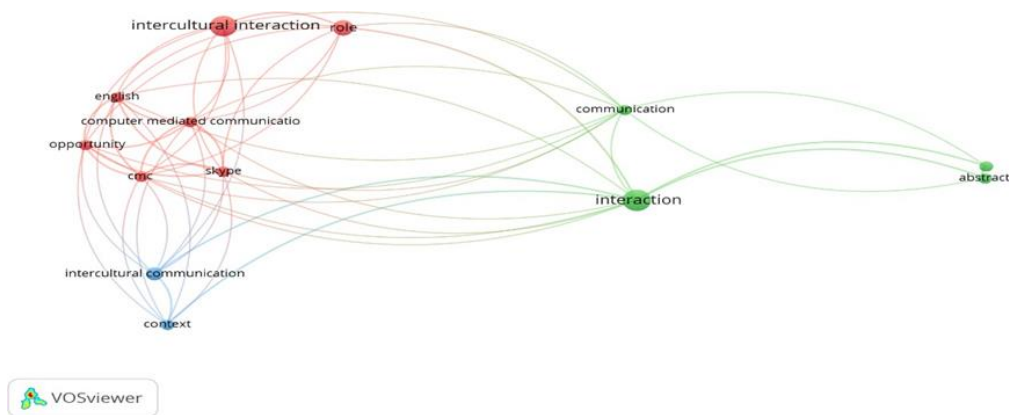 intercultural interaction
role
english
communication
computer mediated communicatio
opportunity
skype
cmc
abstract
interaction
intercultural communication
context
VOSviewer